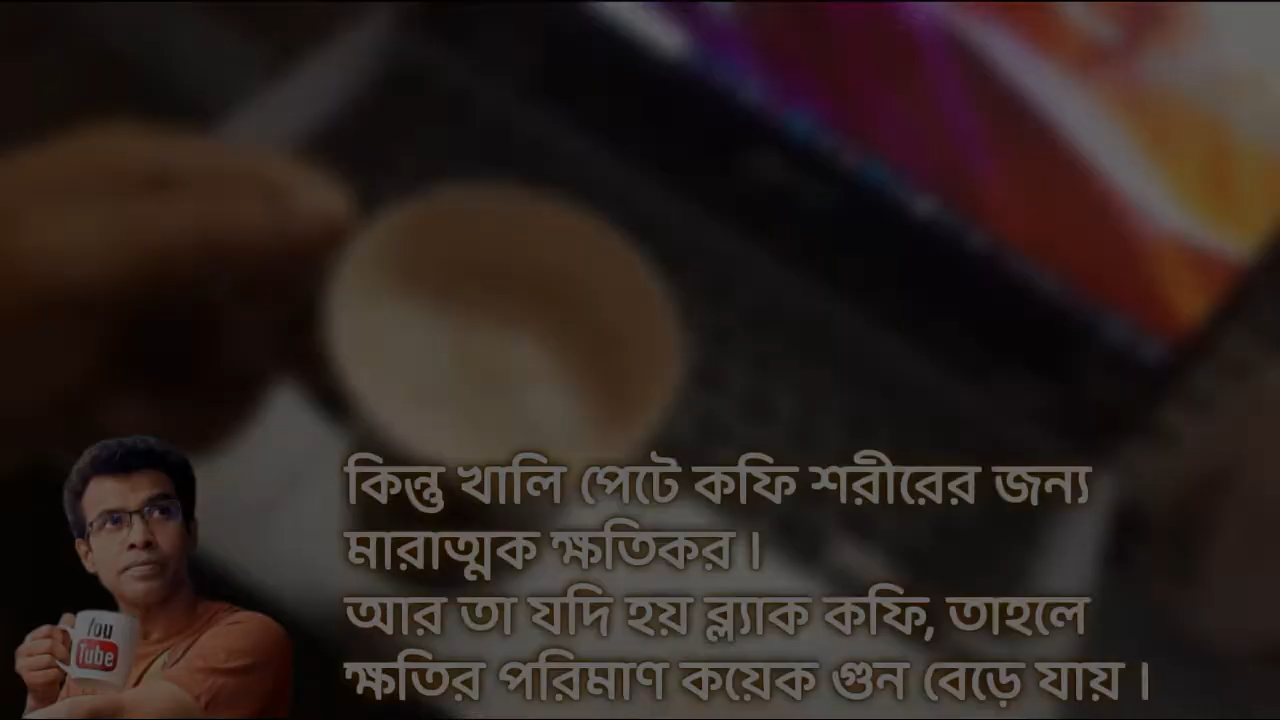 কিন্তু খালি পেটে কফি শরীরের জন্য
মারাত্মক ক্ষতিকর।
আর তা যদি হয় ব্ল্যাক কফি, তাহলে
ক্ষতির পরিমাণ কয়েক গুন বেড়ে যায়।
You
Tube